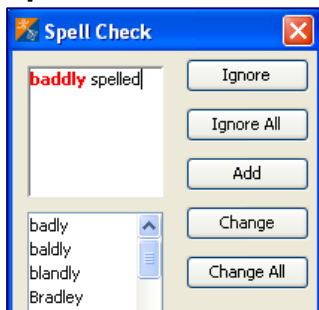 Spell Check
baddly spelled
Ignore
Ignore All
Add
badly
baldly
blandly
Bradley
Change
Change All